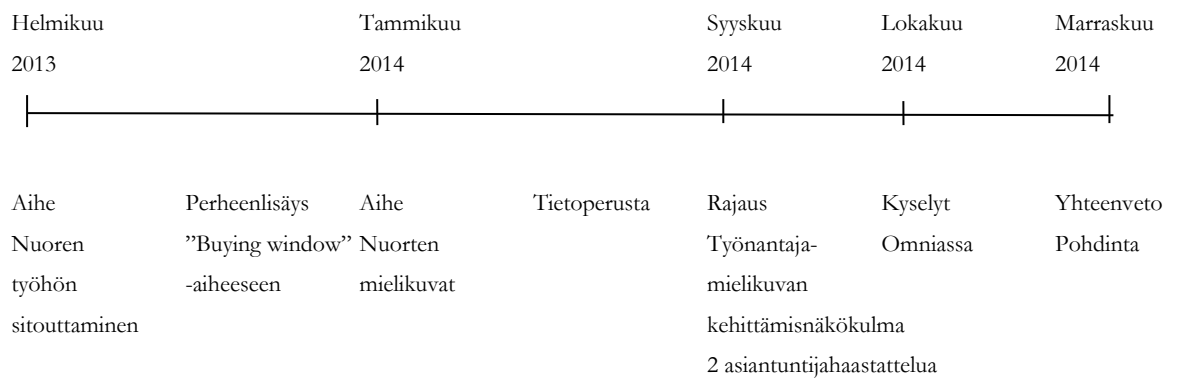 Helmikuu Tammikuu Syyskuu Lokakuu Marraskuu
2013 2014 2014 2014 2014
Aihe Perheenlisäys Aihe Tietoperusta Rajaus Kyselyt Yhteenveto
Nuoren ”Buying window” Nuorten Työnantaja- Omniassa Pohdinta
työhön -aiheeseen mielikuvat mielikuvan
sitouttaminen kehittämisnäkökulma
2 asiantuntijahaastattelua